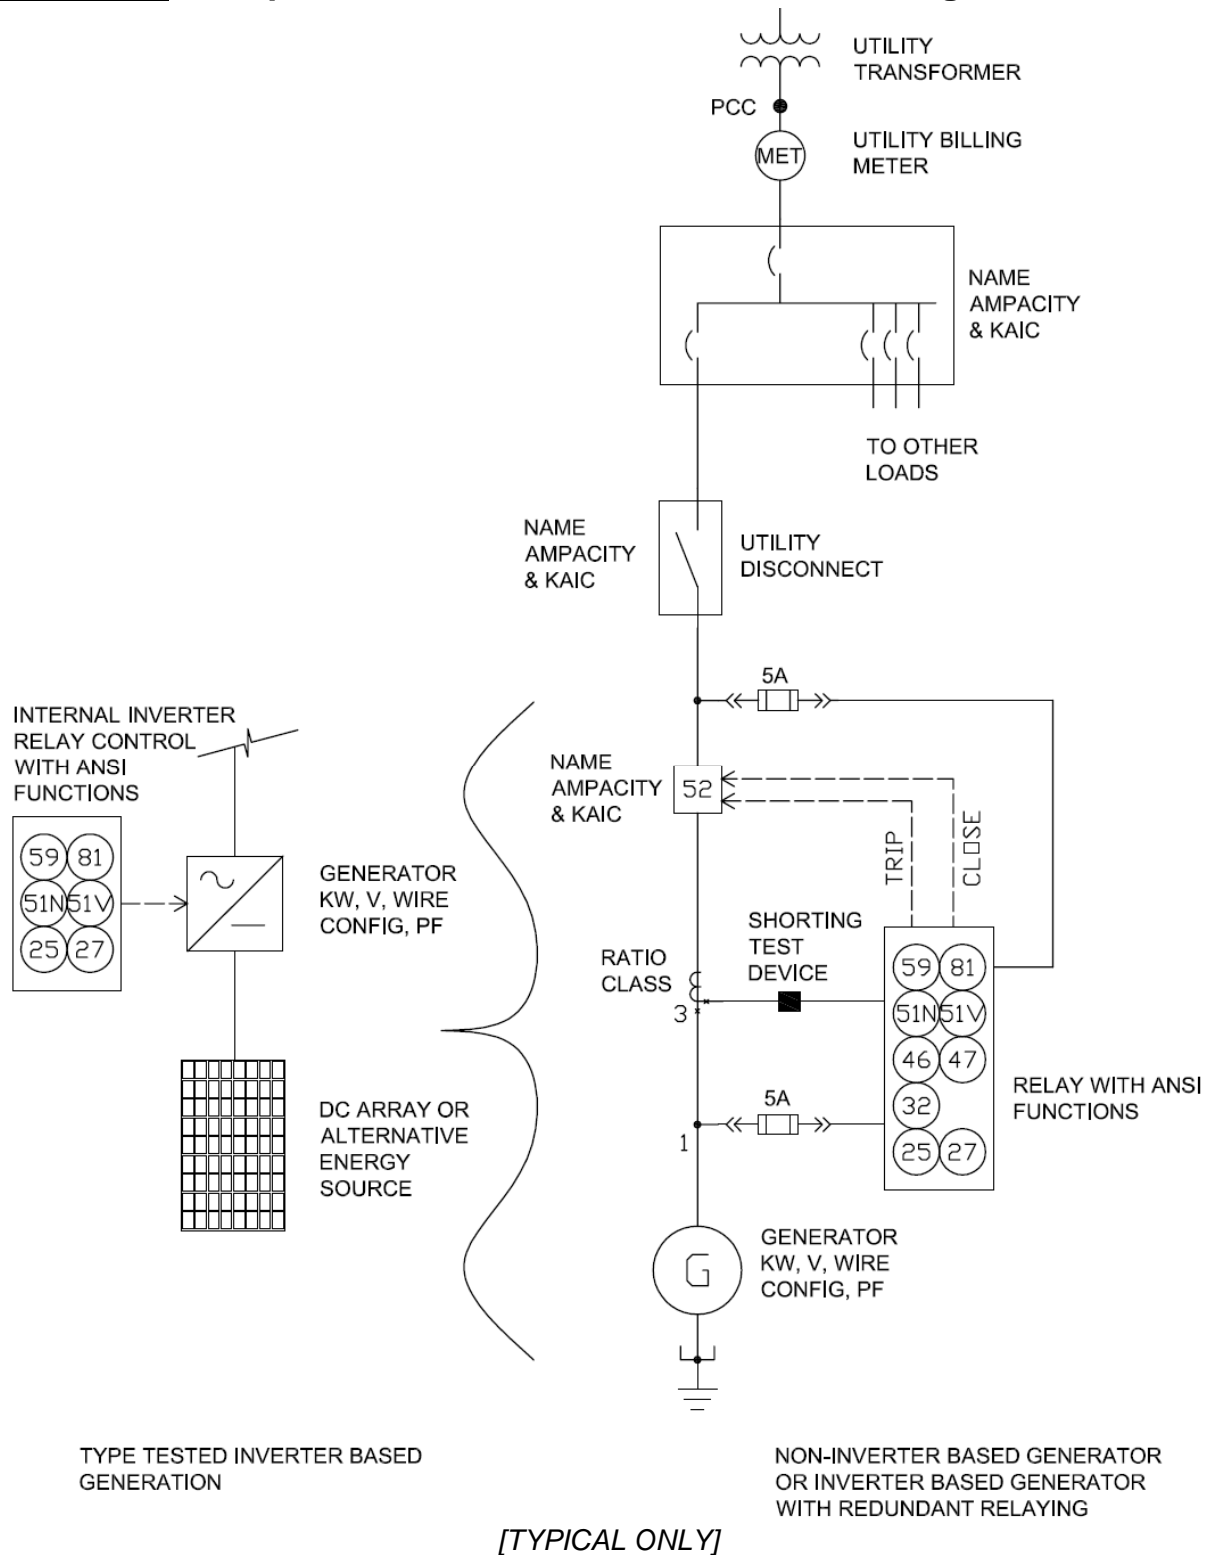 UTILITY
TRANSFORMER
PCC
UTILITY BILLING
METER
MET
NAME
AMPACITY
& KAIC
TO OTHER
LOADS
NAME
AMPACITY
& KAIC
UTILITY
DISCONNECT
5A
INTERNAL INVERTER
RELAY CONTROL
WITH ANSI
FUNCTIONS
59 81
51N 51V
25 27
GENERATOR
KW, V, WIRE
CONFIG, PF
DC ARRAY OR
ALTERNATIVE
ENERGY
SOURCE
NAME
AMPACITY
& KAIC
52
TRIP
CLOSE
SHORTING
TEST
DEVICE
RATIO
CLASS
3
59 81
51N 51V
46 47
32
25 27
RELAY WITH ANSI
FUNCTIONS
5A
1
GENERATOR
KW, V, WIRE
CONFIG, PF
G
TYPE TESTED INVERTER BASED
GENERATION
NON-INVERTER BASED GENERATOR
OR INVERTER BASED GENERATOR
WITH REDUNDANT RELAYING
[TYPICAL ONLY]